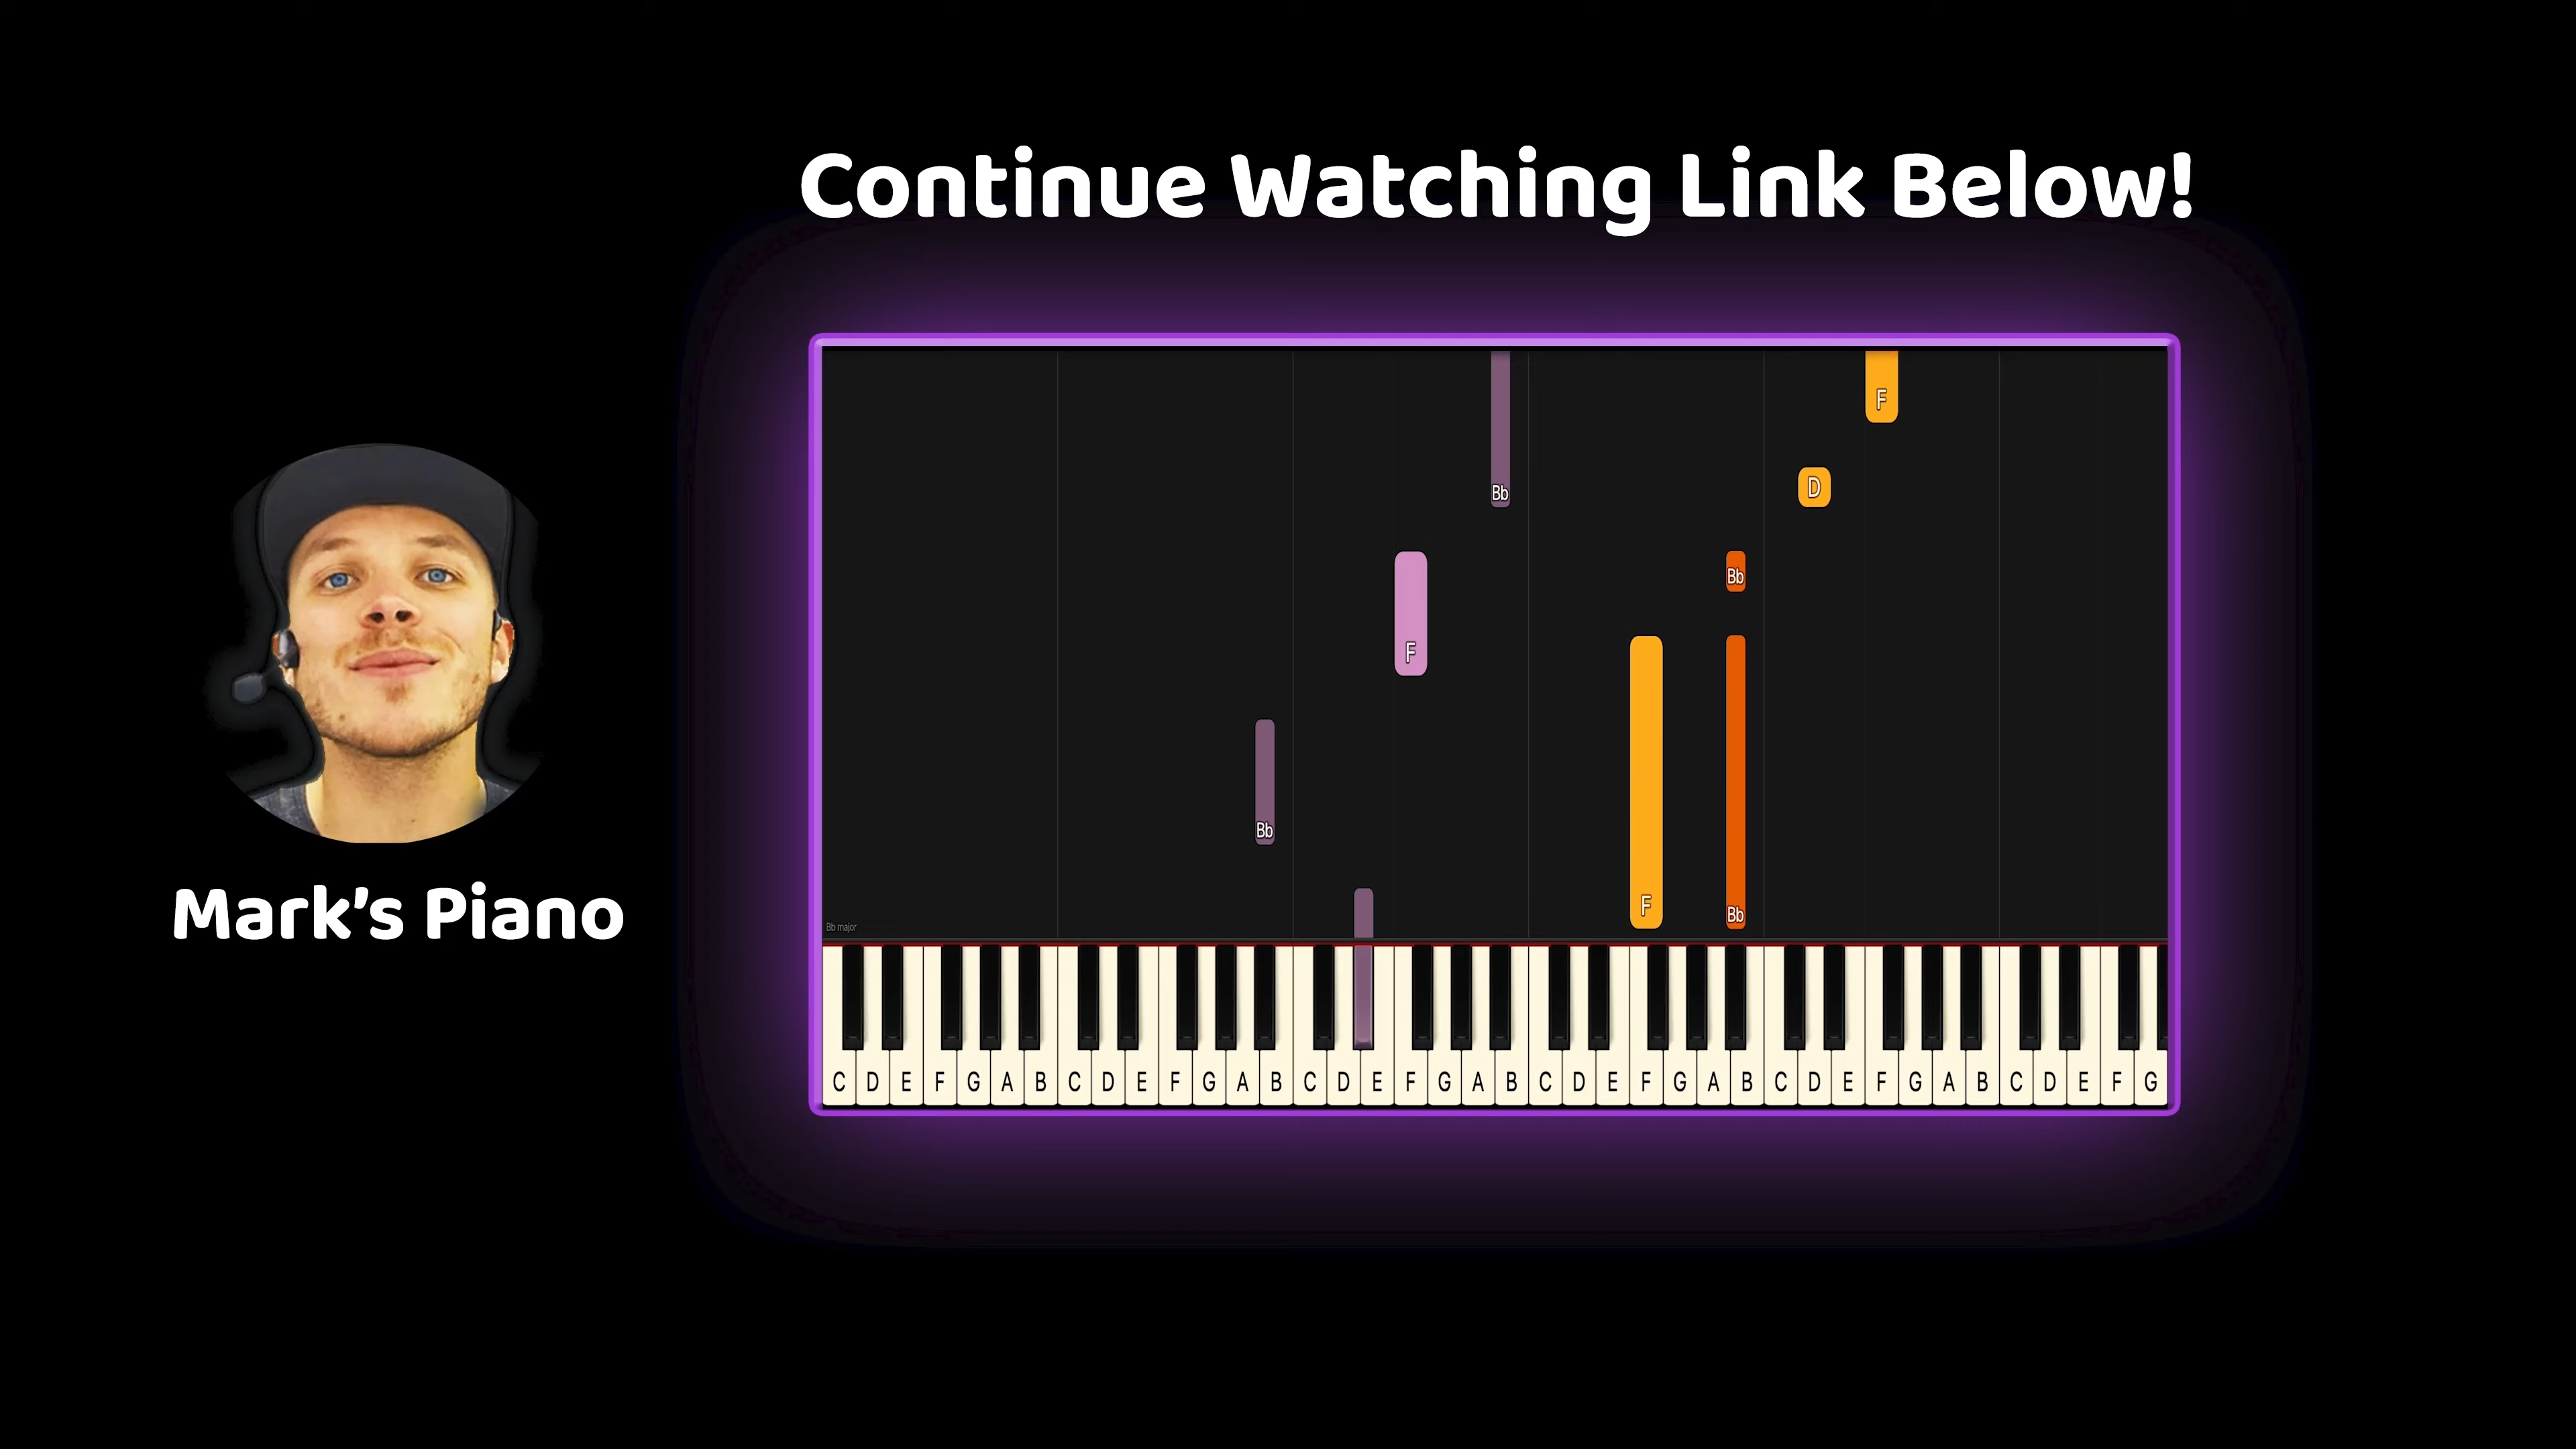 Continue Watching Link Below!
F
Bb
D
Bb
F
F
Bb
Bb
Bb major
C D E F G A B C D E F G A B C D E F G A B C D E F G A B C D E F G A B C D E F G
Mark's Piano